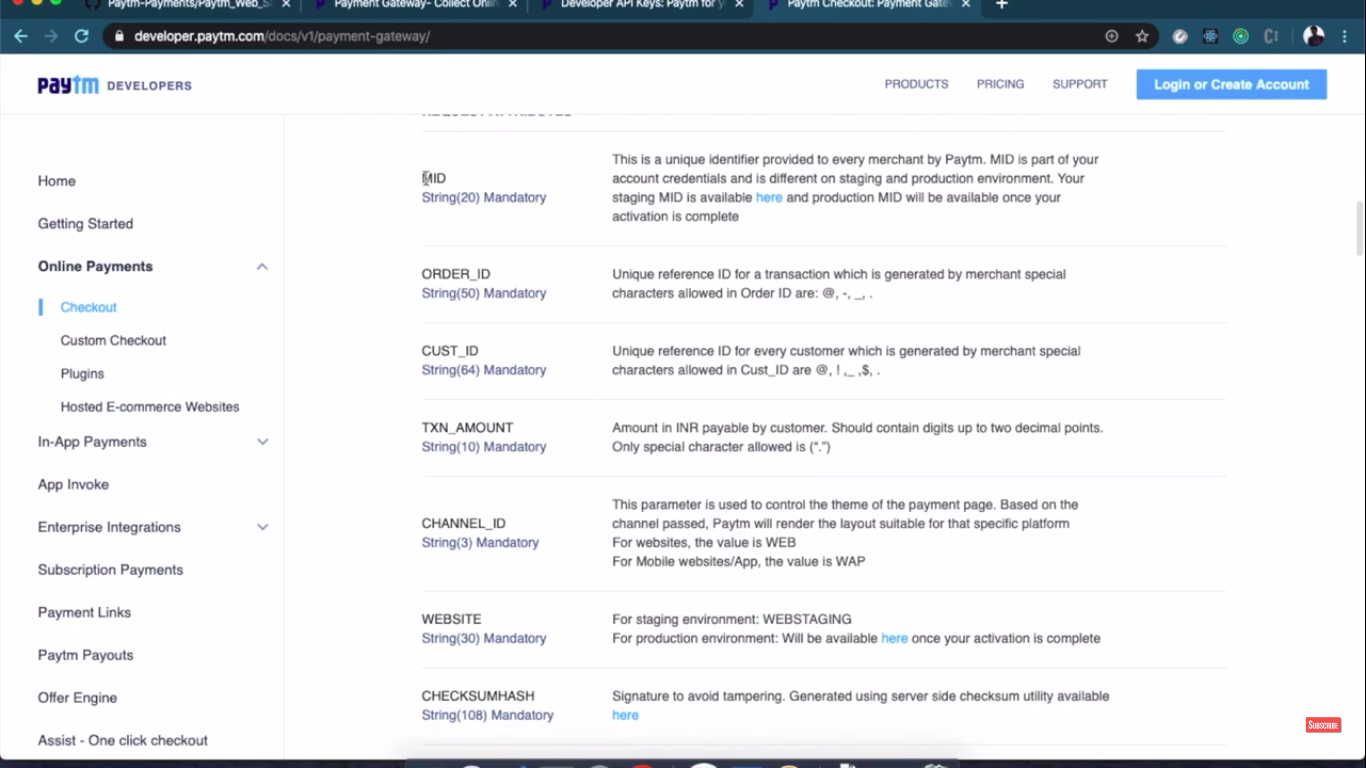 Paytm-Payments/Paytm_Web_S
Payment Gateway- Collect Onlin
Developer API Keys: Paytm for y
Paytm Checkout: Payment Gate
developer.paytm.com/docs/v1/payment-gateway/
paytm DEVELOPERS
PRODUCTS
PRICING
SUPPORT
Login or Create Account
Home
Getting Started
Online Payments
Checkout
Custom Checkout
Plugins
Hosted E-commerce Websites
In-App Payments
App Invoke
Enterprise Integrations
Subscription Payments
Payment Links
Paytm Payouts
Offer Engine
Assist - One click checkout
MID
String(20) Mandatory
This is a unique identifier provided to every merchant by Paytm. MID is part of your
account credentials and is different on staging and production environment. Your
staging MID is available here and production MID will be available once your
activation is complete
ORDER_ID
String(50) Mandatory
Unique reference ID for a transaction which is generated by merchant special
characters allowed in Order ID are: @, -, _, .
CUST_ID
String(64) Mandatory
Unique reference ID for every customer which is generated by merchant special
characters allowed in Cust_ID are @, ! ,_ ,$, .
TXN_AMOUNT
String(10) Mandatory
Amount in INR payable by customer. Should contain digits up to two decimal points.
Only special character allowed is (".")
CHANNEL_ID
String(3) Mandatory
This parameter is used to control the theme of the payment page. Based on the
channel passed, Paytm will render the layout suitable for that specific platform
For websites, the value is WEB
For Mobile websites/App, the value is WAP
WEBSITE
String(30) Mandatory
For staging environment: WEBSTAGING
For production environment: Will be available here once your activation is complete
CHECKSUMHASH
String(108) Mandatory
Signature to avoid tampering. Generated using server side checksum utility available
here
SUBSCRIBE